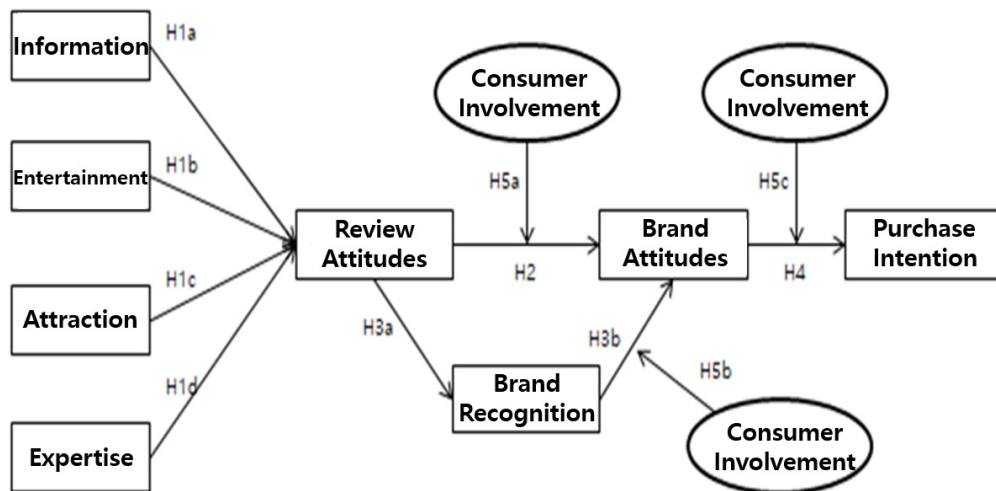 Information
H1a
Entertainment
H1b
Attraction
H1c
Expertise
H1d
Review
Attitudes
Consumer
Involvement
H5a
H2
H3a
Brand
Recognition
H3b
Brand
Attitudes
Consumer
Involvement
H5c
H4
Purchase
Intention
H5b
Consumer
Involvement